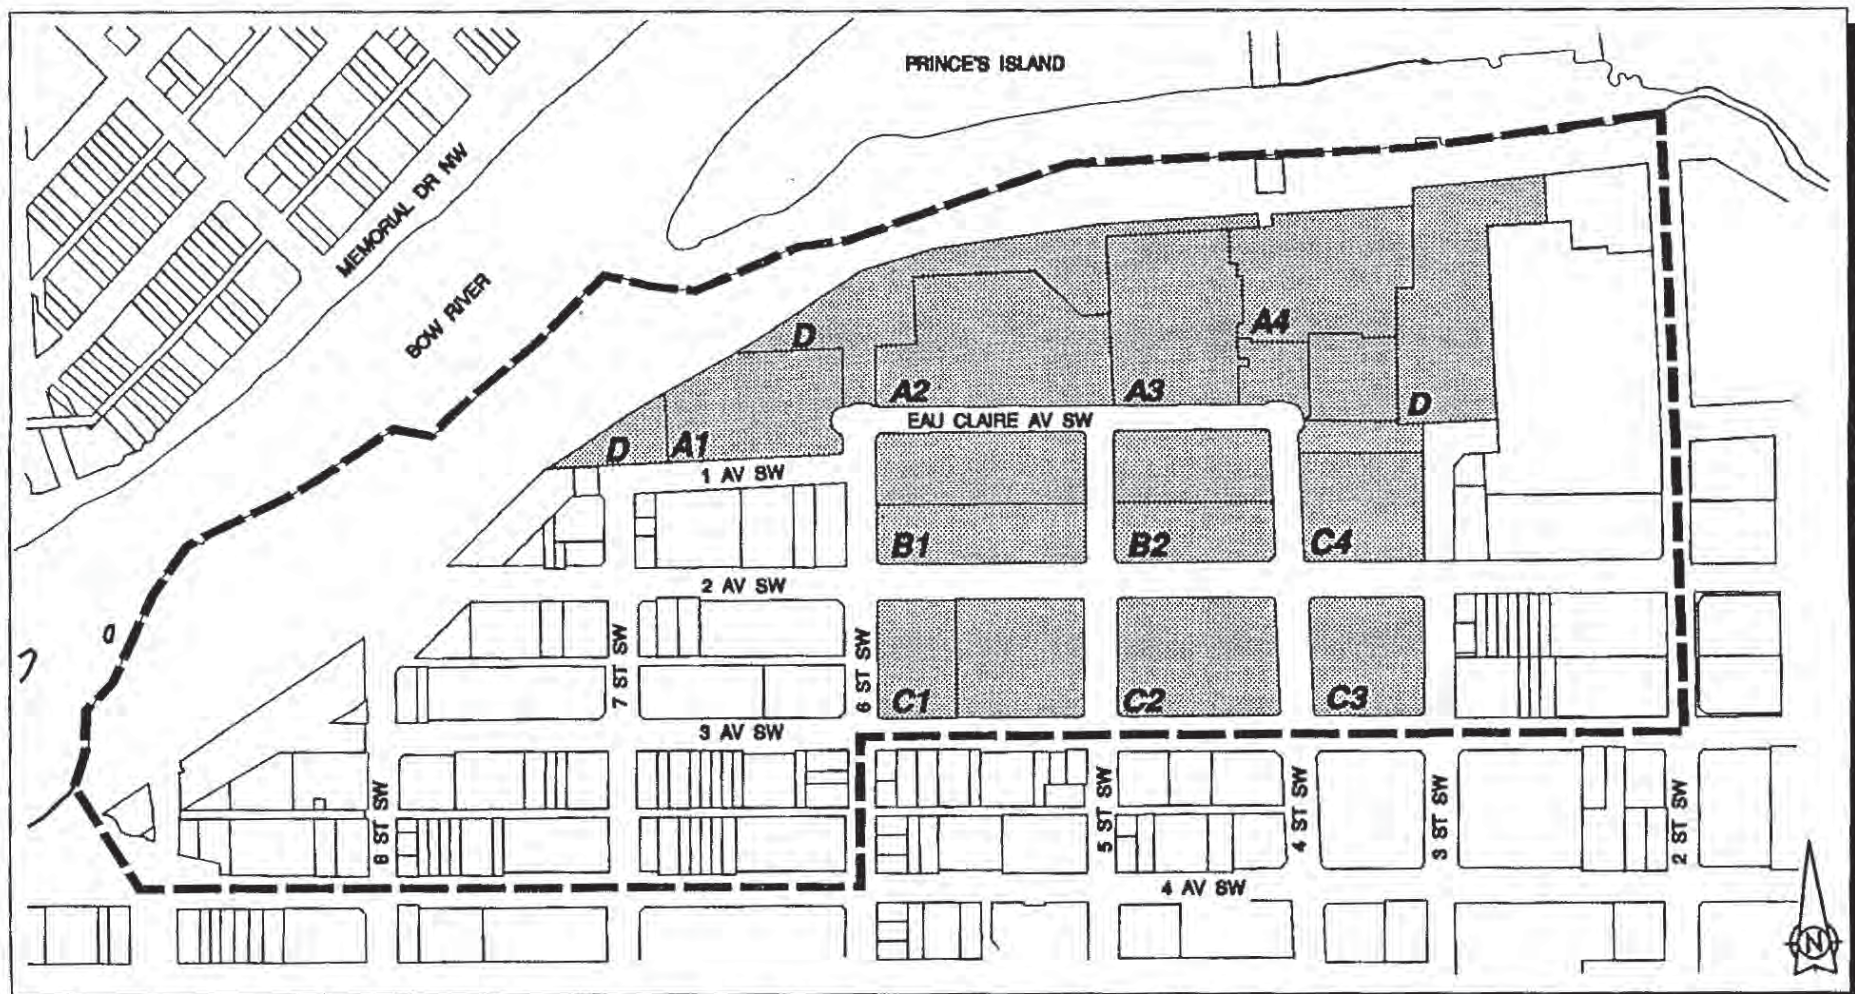 PRINCE'S ISLAND
MEMORIAL DR NW
BOW RIVER
D
A4
A2
A3
D
EAU CLAIRE AV SW
D
A1
1 AV SW
B1
B2
C4
2 AV SW
7 ST SW
6 ST SW
C1
C2
C3
3 AV SW
8 ST SW
5 ST SW
4 ST SW
3 ST SW
2 ST SW
4 AV SW
N